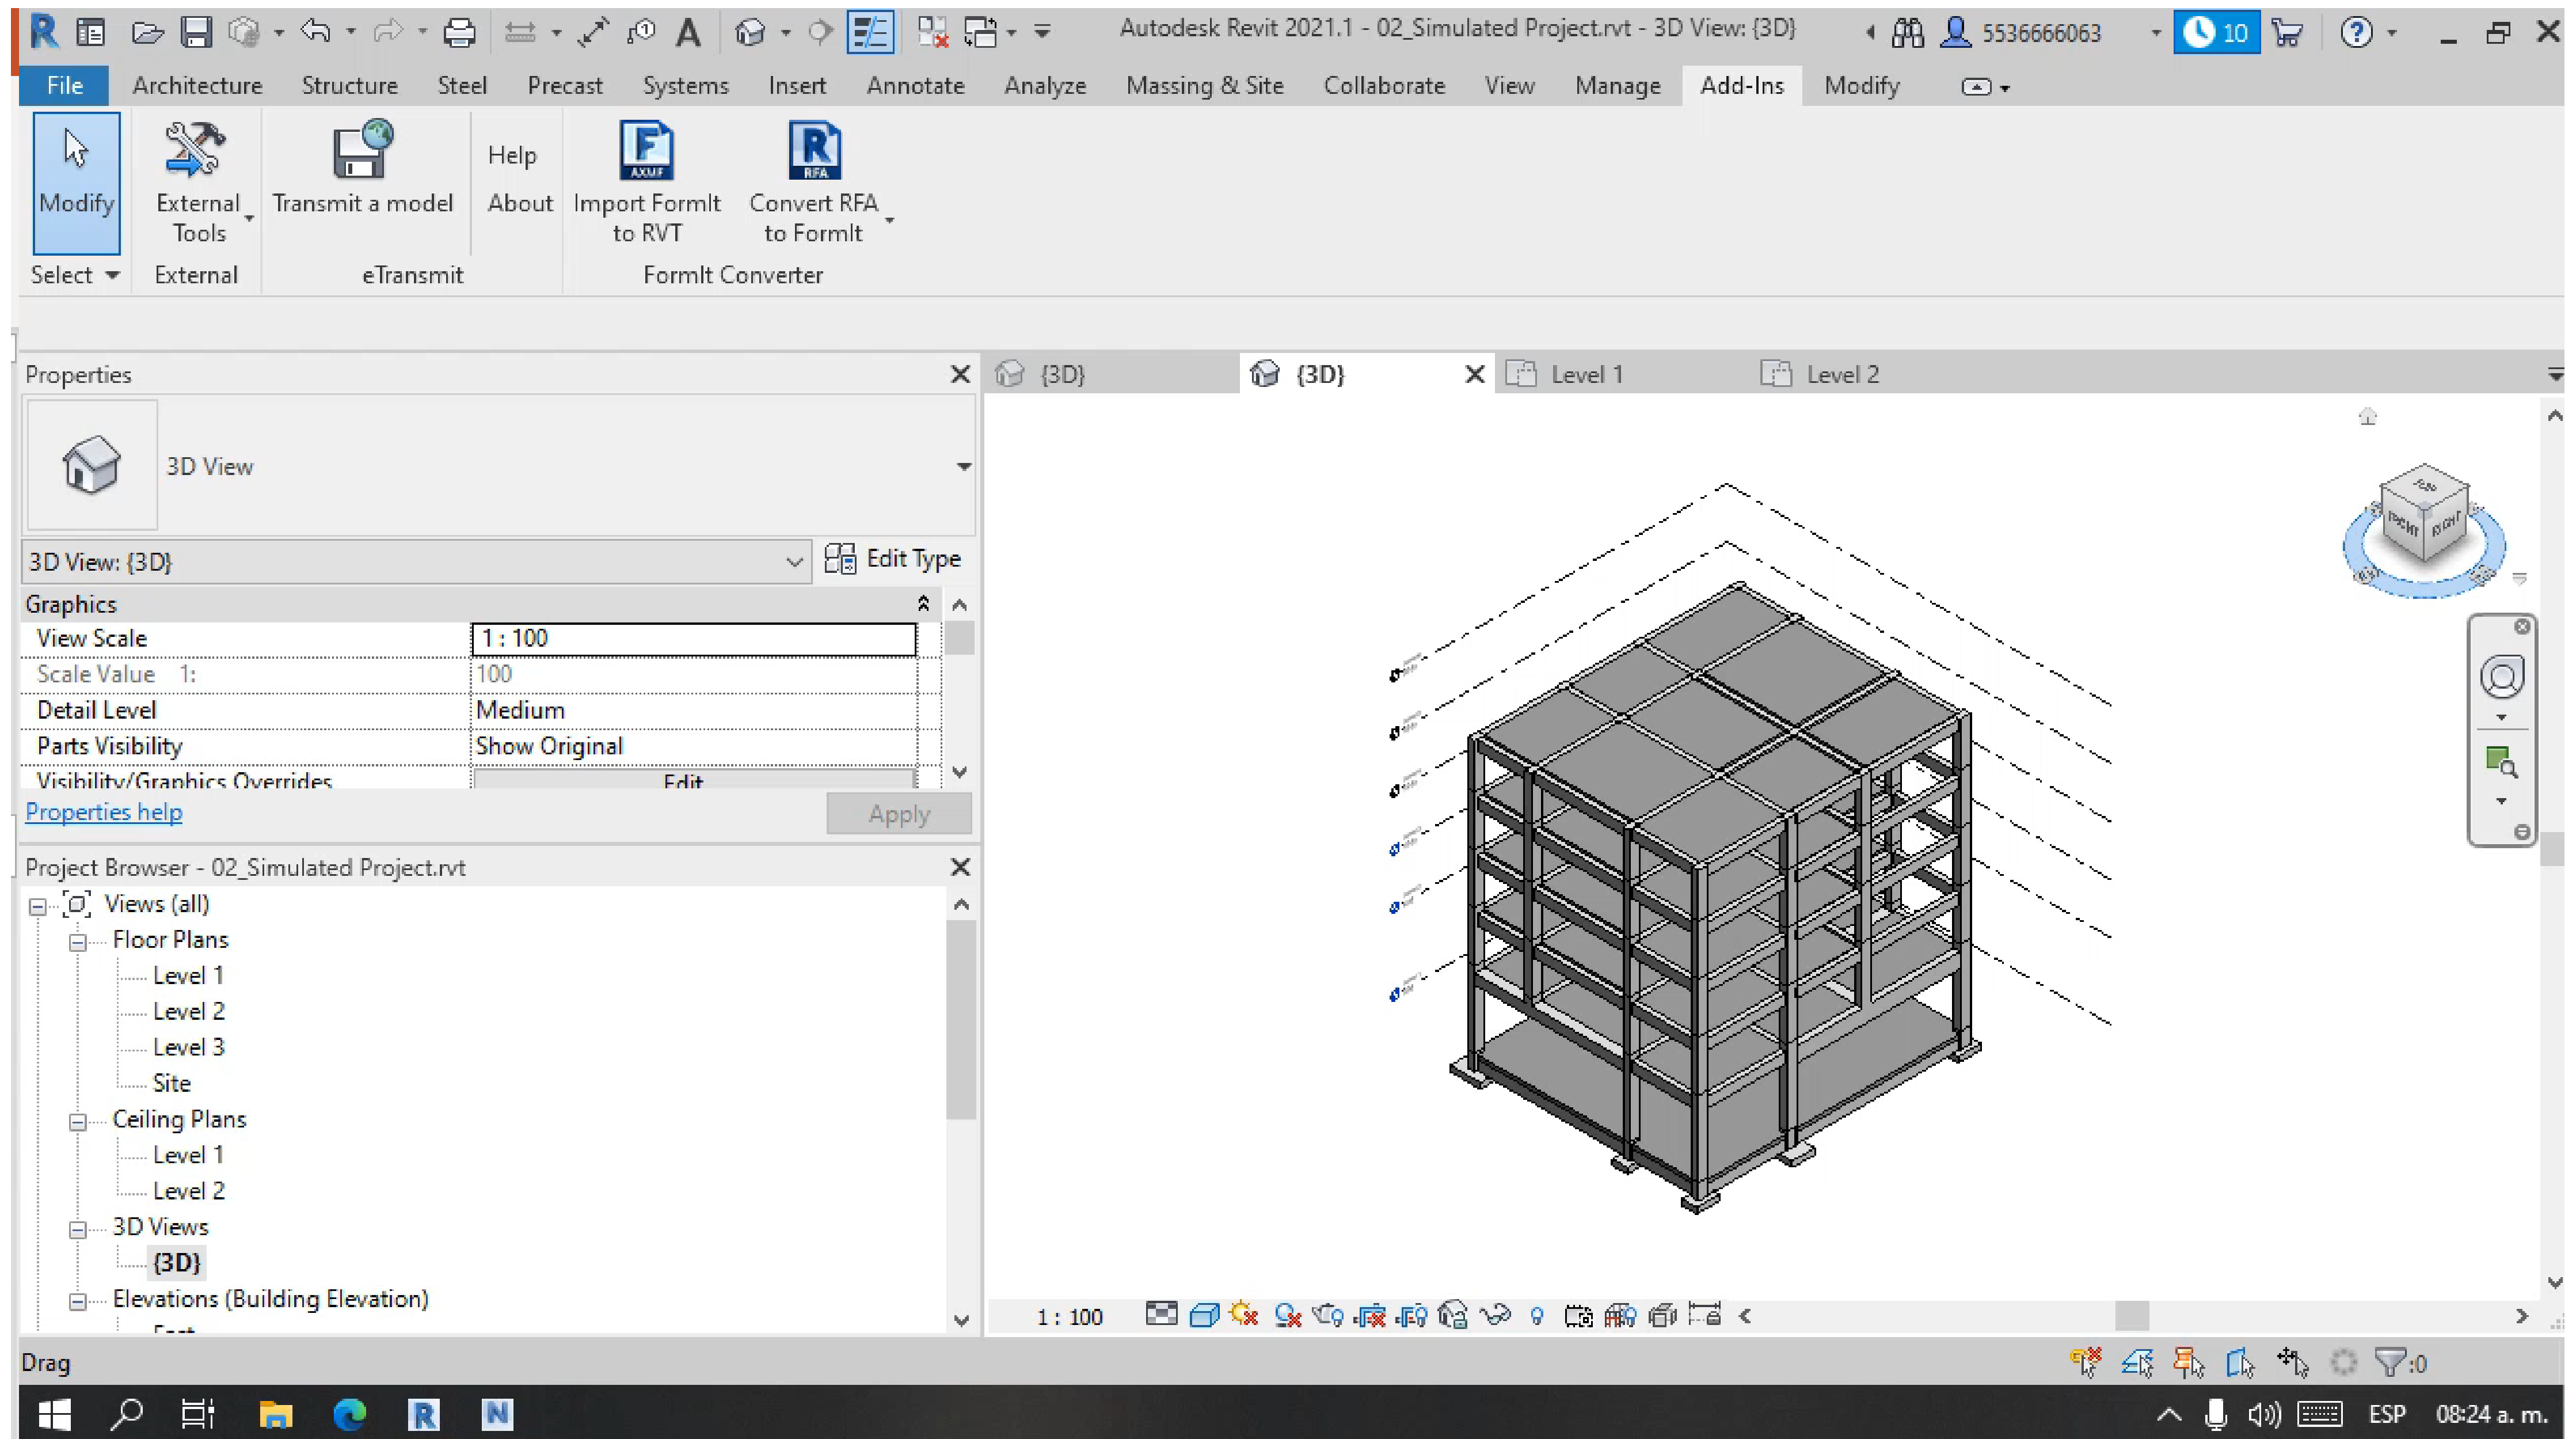 Autodesk Revit 2021.1 - 02_Simulated Project.rvt - 3D View: {3D}
5536666063
10
File
Architecture
Structure
Steel
Precast
Systems
Insert
Annotate
Analyze
Massing & Site
Collaborate
View
Manage
Add-Ins
Modify
Modify
External
Tools
Transmit a model
Help
About
AXMF
Import FormIt
to RVT
RFA
Convert RFA
to FormIt
Select
External
eTransmit
FormIt Converter
Properties
{3D}
{3D}
Level 1
Level 2
3D View
3D View: {3D}
Edit Type
Graphics
View Scale
1 : 100
Scale Value 1:
100
Detail Level
Medium
Parts Visibility
Show Original
Visibility/Graphics Overrides
Edit
Properties help
Apply
Project Browser - 02_Simulated Project.rvt
Views (all)
Floor Plans
Level 1
Level 2
Level 3
Site
Ceiling Plans
Level 1
Level 2
3D Views
{3D}
Elevations (Building Elevation)
East
TOP
FRONT
RIGHT
1 : 100
Drag
:0
ESP
08:24 a. m.